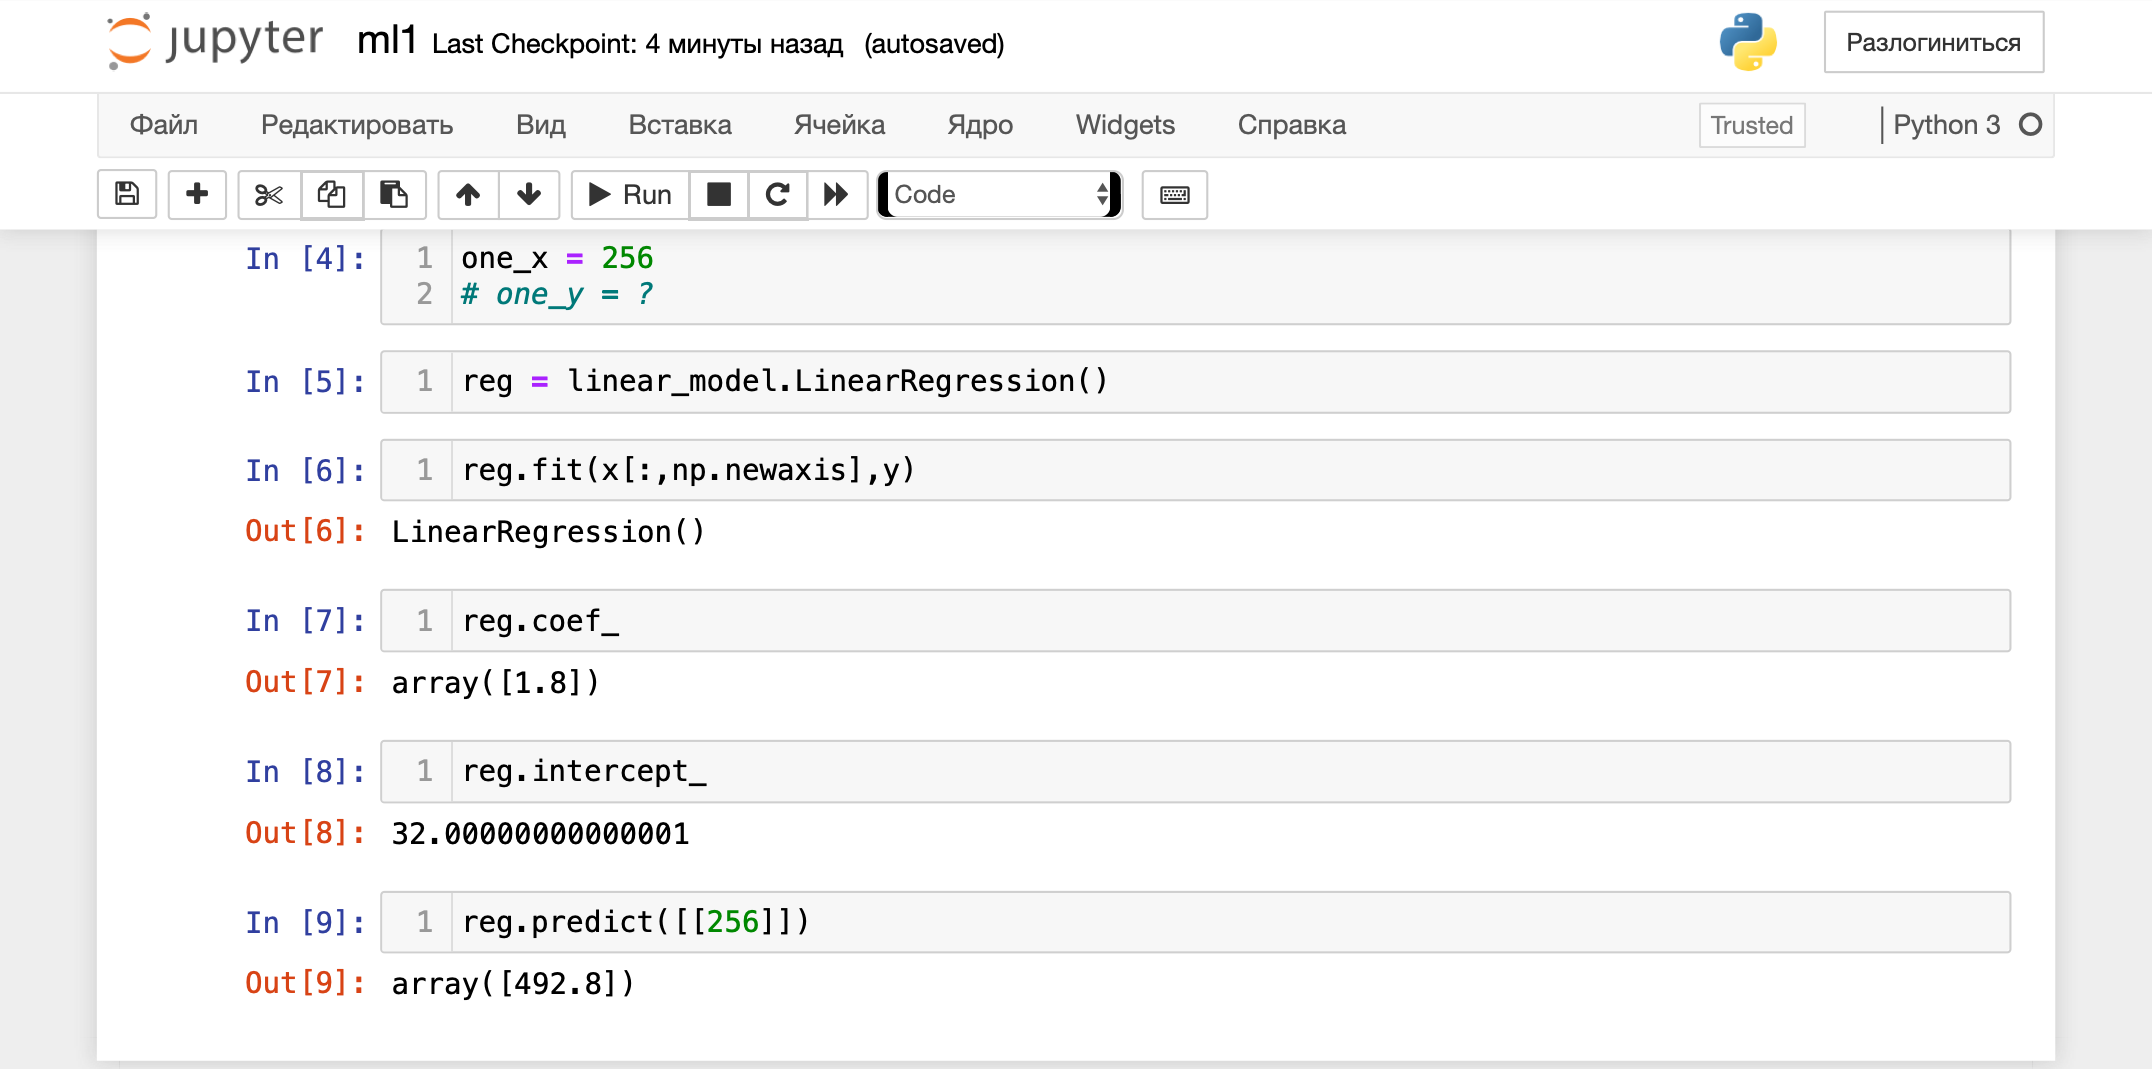 jupyter ml1 Last Checkpoint: 4 минуты назад (autosaved) Разлогиниться
Файл Редактировать Вид Вставка Ячейка Ядро Widgets Справка Trusted Python 3
Run Code
In [4]: 1 one_x = 256
2 # one_y = ?
In [5]: 1 reg = linear_model.LinearRegression()
In [6]: 1 reg.fit(x[:,np.newaxis],y)
Out[6]: LinearRegression()
In [7]: 1 reg.coef_
Out[7]: array([1.8])
In [8]: 1 reg.intercept_
Out[8]: 32.00000000000001
In [9]: 1 reg.predict([[256]])
Out[9]: array([492.8])